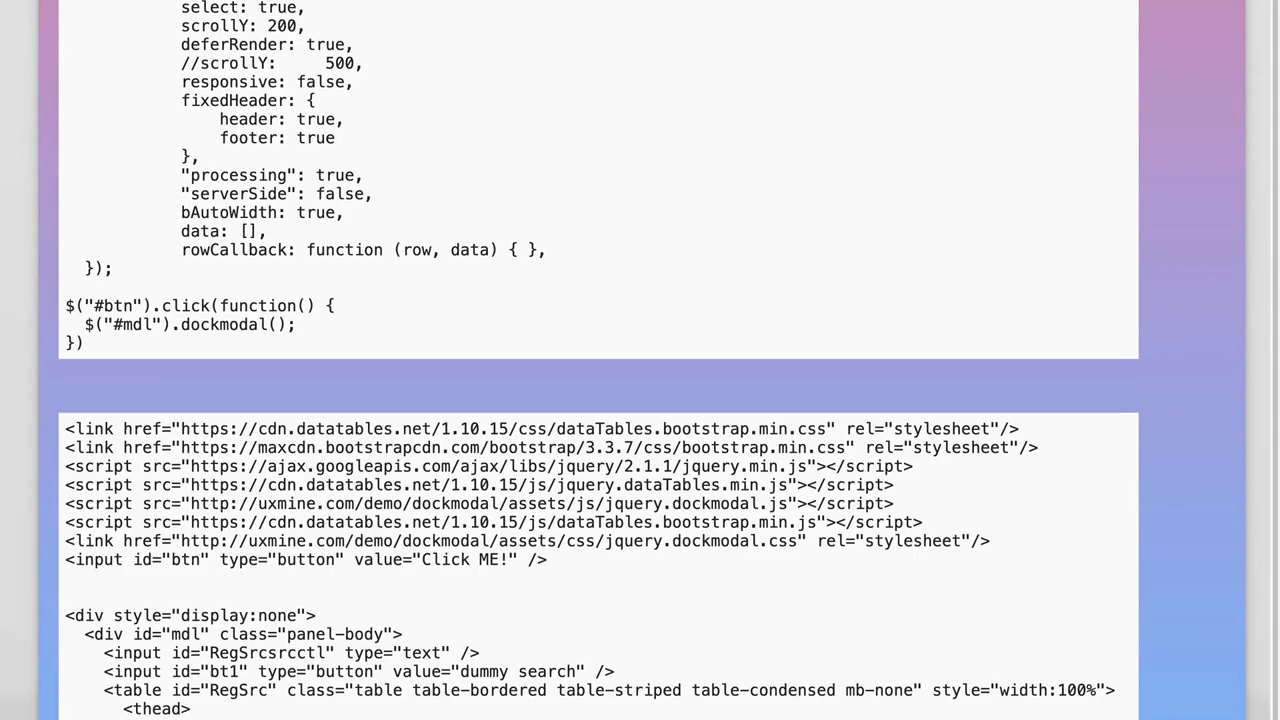 select: true,
scrollY: 200,
deferRender: true,
//scrollY:     500,
responsive: false,
fixedHeader: {
header: true,
footer: true
},
"processing": true,
"serverSide": false,
bAutoWidth: true,
data: [],
rowCallback: function (row, data) { },
});
$("#btn").click(function() {
$("#mdl").dockmodal();
})
<link href="https://cdn.datatables.net/1.10.15/css/dataTables.bootstrap.min.css" rel="stylesheet"/>
<link href="https://maxcdn.bootstrapcdn.com/bootstrap/3.3.7/css/bootstrap.min.css" rel="stylesheet"/>
<script src="https://ajax.googleapis.com/ajax/libs/jquery/2.1.1/jquery.min.js"></script>
<script src="https://cdn.datatables.net/1.10.15/js/jquery.dataTables.min.js"></script>
<script src="http://uxmine.com/demo/dockmodal/assets/js/jquery.dockmodal.js"></script>
<script src="https://cdn.datatables.net/1.10.15/js/dataTables.bootstrap.min.js"></script>
<link href="http://uxmine.com/demo/dockmodal/assets/css/jquery.dockmodal.css" rel="stylesheet"/>
<input id="btn" type="button" value="Click ME!" />
<div style="display:none">
<div id="mdl" class="panel-body">
<input id="RegSrcsrcctl" type="text" />
<input id="bt1" type="button" value="dummy search" />
<table id="RegSrc" class="table table-bordered table-striped table-condensed mb-none" style="width:100%">
<thead>